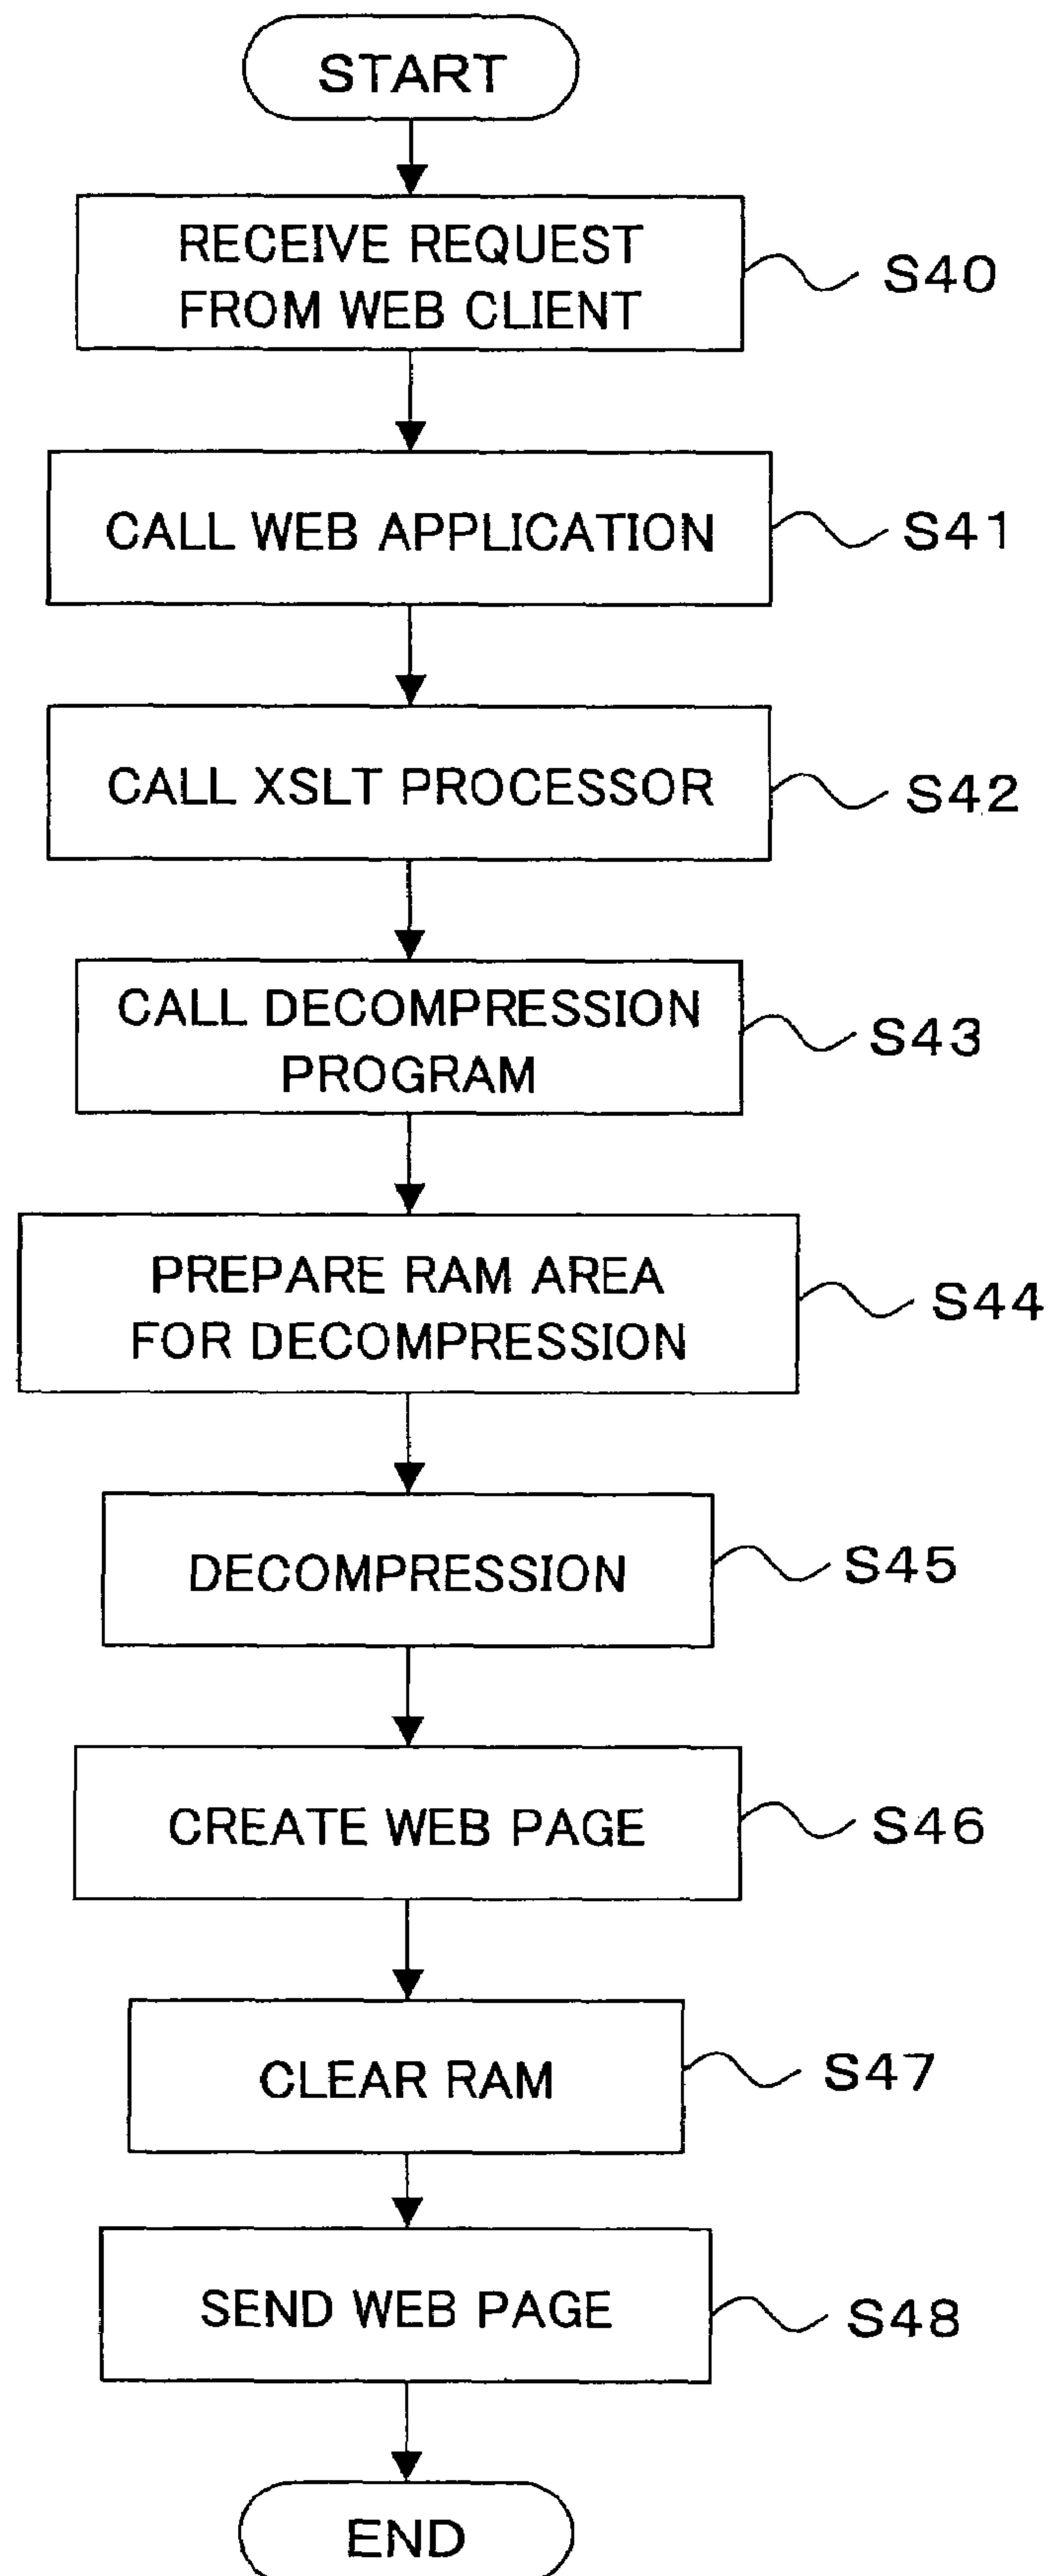 START
RECEIVE REQUEST
FROM WEB CLIENT
S40
CALL WEB APPLICATION
S41
CALL XSLT PROCESSOR
S42
CALL DECOMPRESSION
PROGRAM
S43
PREPARE RAM AREA
FOR DECOMPRESSION
S44
DECOMPRESSION
S45
CREATE WEB PAGE
S46
CLEAR RAM
S47
SEND WEB PAGE
S48
END